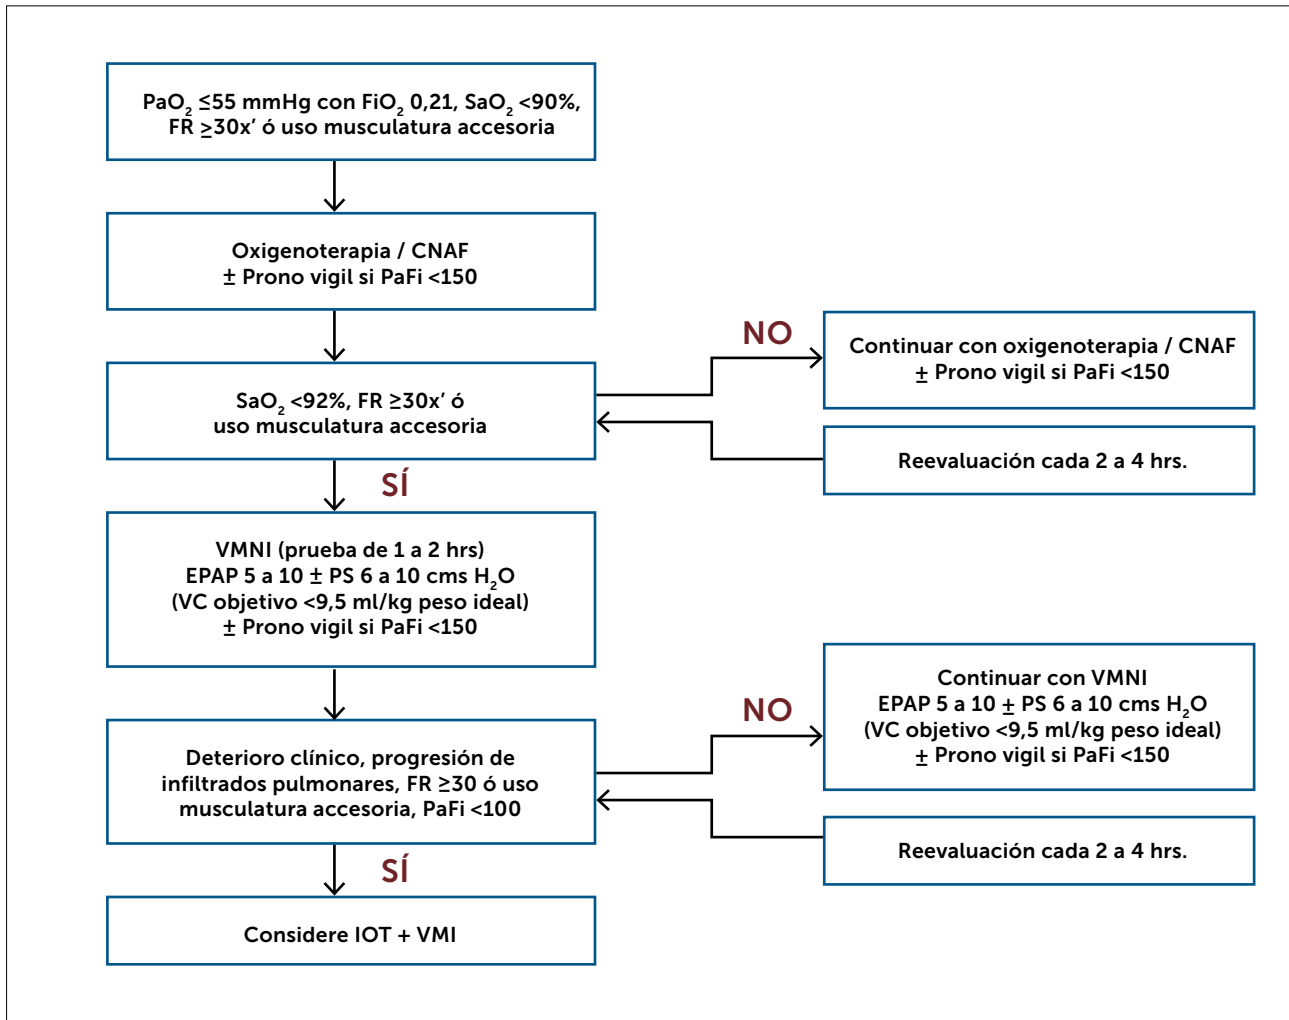 PaO₂ ≤55 mmHg con FiO₂ 0,21, SaO₂ <90%,
FR ≥30x’ ó uso musculatura accesoria
Oxigenoterapia / CNAF
± Prono vigil si PaFi <150
SaO₂ <92%, FR ≥30x’ ó
uso musculatura accesoria
NO
Continuar con oxigenoterapia / CNAF
± Prono vigil si PaFi <150
Reevaluación cada 2 a 4 hrs.
SÍ
VMNI (prueba de 1 a 2 hrs)
EPAP 5 a 10 ± PS 6 a 10 cms H₂O
(VC objetivo <9,5 ml/kg peso ideal)
± Prono vigil si PaFi <150
Deterioro clínico, progresión de
infiltrados pulmonares, FR ≥30 ó uso
musculatura accesoria, PaFi <100
NO
Continuar con VMNI
EPAP 5 a 10 ± PS 6 a 10 cms H₂O
(VC objetivo <9,5 ml/kg peso ideal)
± Prono vigil si PaFi <150
Reevaluación cada 2 a 4 hrs.
SÍ
Considere IOT + VMI